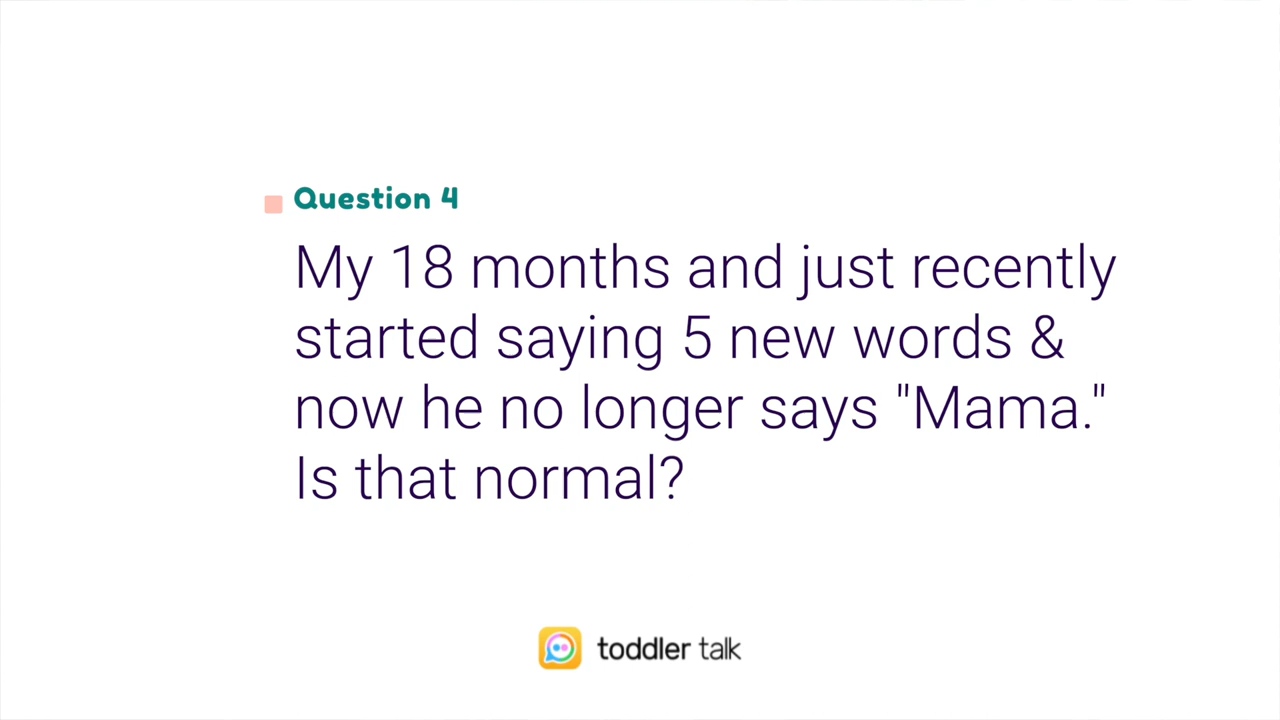 Question 4
My 18 months and just recently
started saying 5 new words &
now he no longer says "Mama."
Is that normal?
toddler talk